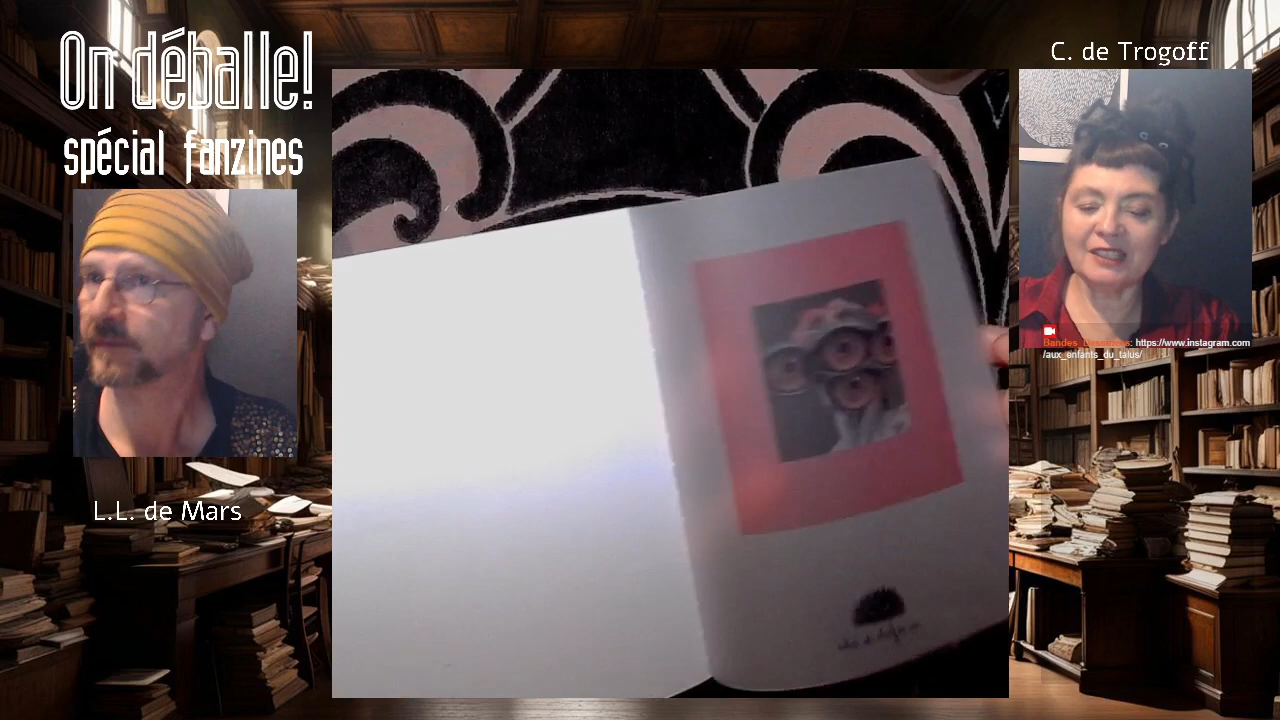 On déballe!
spécial fanzines
C. de Trogoff
Bandes_Dessinées: https://www.instagram.com
/aux_enfants_du_talus/
L.L. de Mars